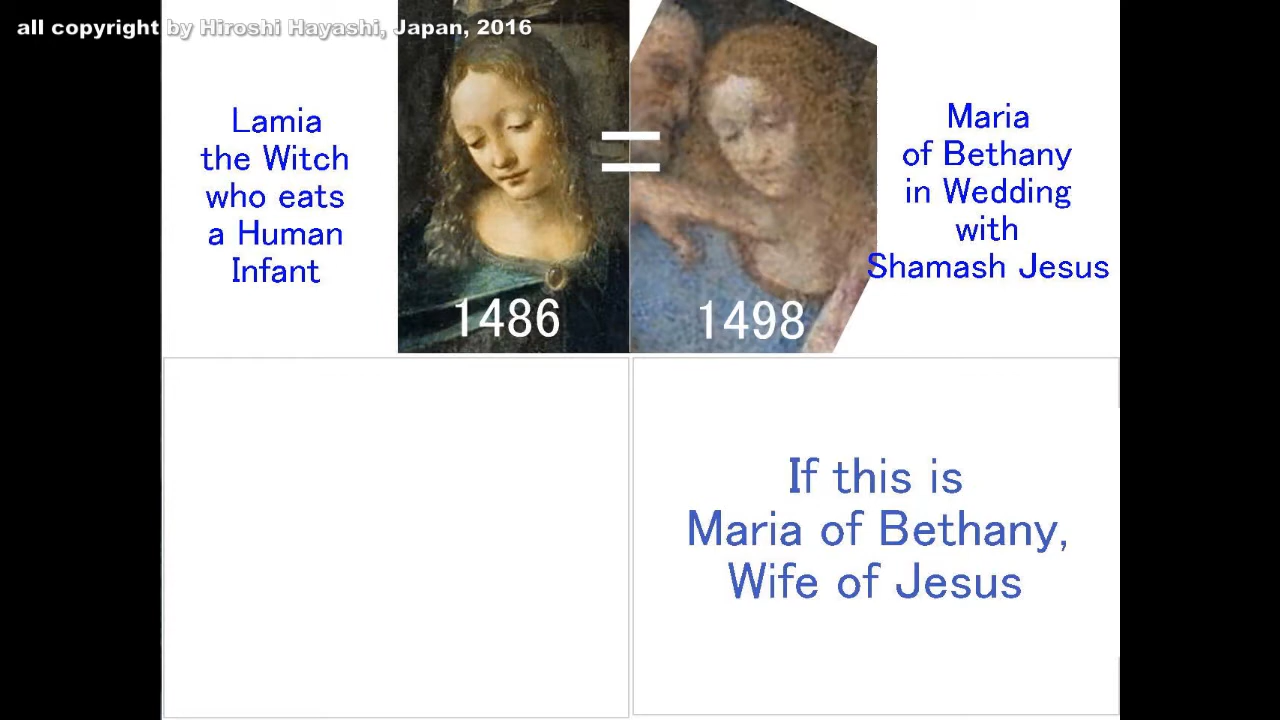 all copyright by Hiroshi Hayashi, Japan, 2016
Lamia
the Witch
who eats
a Human
Infant
1486
=
1498
Maria
of Bethany
in Wedding
with
Shamash Jesus
If this is
Maria of Bethany,
Wife of Jesus